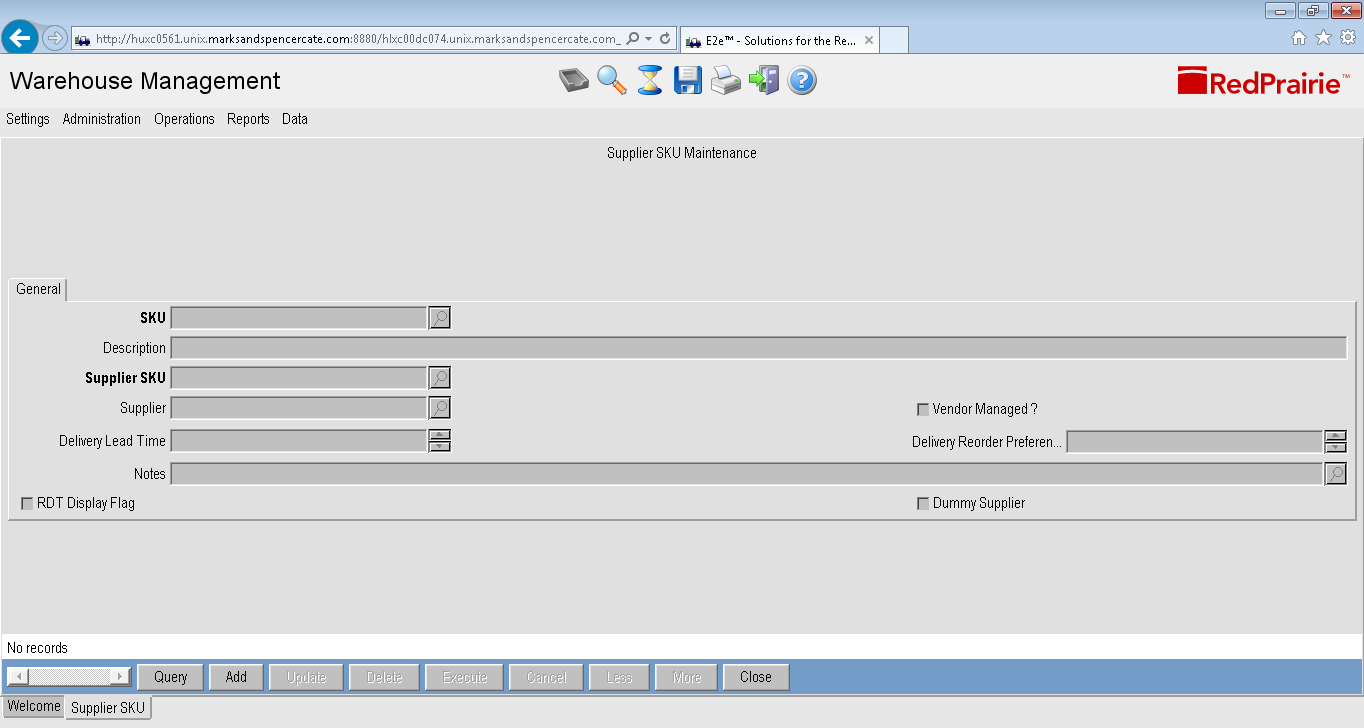 http://huxc0561.unix.marksandspencercate.com:8880/hlxc00dc074.unix.marksandspencercate.com_
E2e™ - Solutions for the Re...
Warehouse Management
RedPrairie™
Settings Administration Operations Reports Data
Supplier SKU Maintenance
General
SKU
Description
Supplier SKU
Supplier
Vendor Managed ?
Delivery Lead Time
Delivery Reorder Preferen...
Notes
RDT Display Flag
Dummy Supplier
No records
Query Add Update Delete Execute Cancel Less More Close
Welcome Supplier SKU